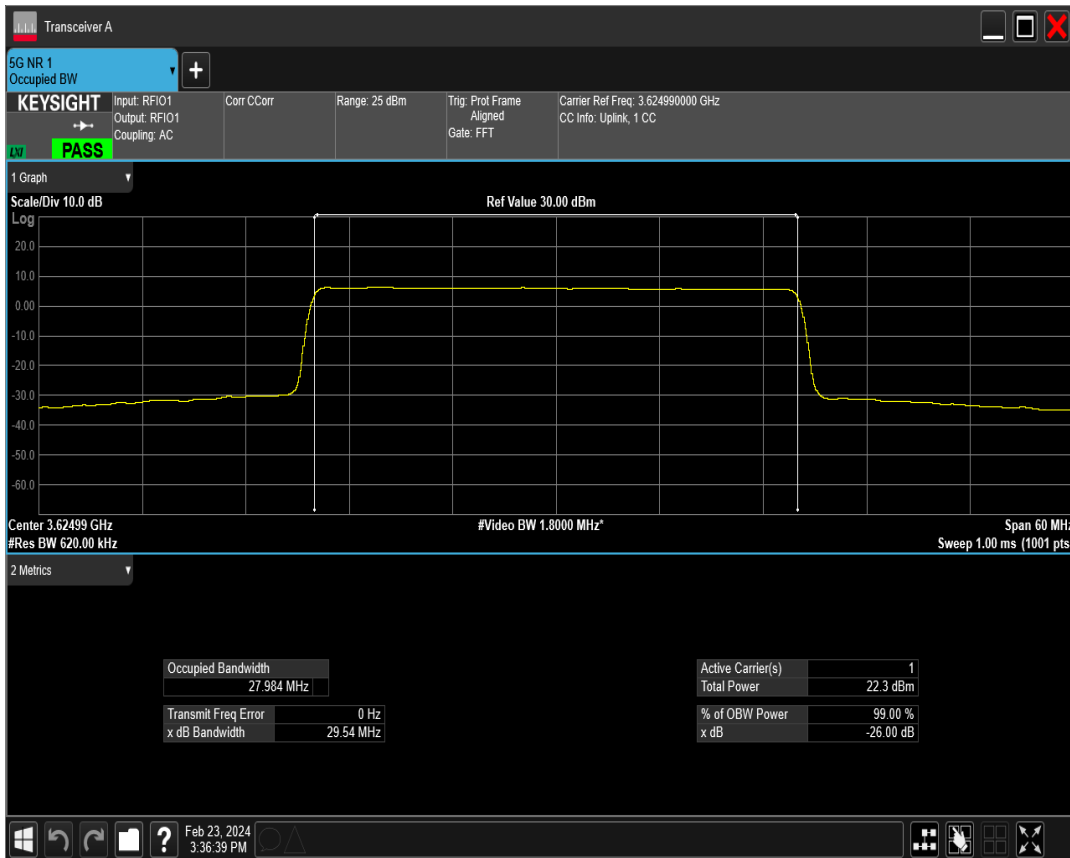 Transceiver A
5G NR 1
Occupied BW
KEYSIGHT
LXI
PASS
Input: RFIO1
Output: RFIO1
Coupling: AC
Corr CCorr
Range: 25 dBm
Trig: Prot Frame
Aligned
Gate: FFT
Carrier Ref Freq: 3.624990000 GHz
CC Info: Uplink, 1 CC
1 Graph
Scale/Div 10.0 dB
Ref Value 30.00 dBm
Log
20.0
10.0
0.00
-10.0
-20.0
-30.0
-40.0
-50.0
-60.0
Center 3.62499 GHz
#Video BW 1.8000 MHz*
Span 60 MHz
#Res BW 620.00 kHz
Sweep 1.00 ms (1001 pts
2 Metrics
Occupied Bandwidth
27.984 MHz
Transmit Freq Error 0 Hz
x dB Bandwidth 29.54 MHz
Active Carrier(s) 1
Total Power 22.3 dBm
% of OBW Power 99.00 %
x dB -26.00 dB
Feb 23, 2024
3:36:39 PM